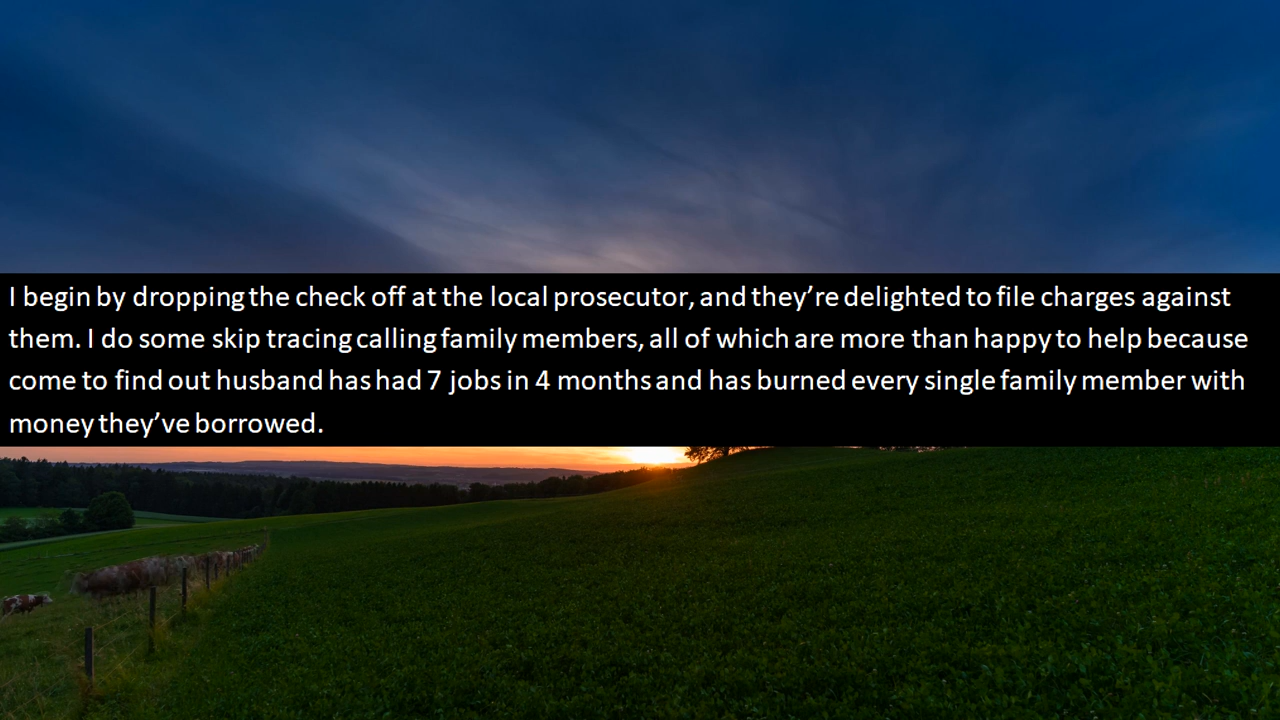 I begin by dropping the check off at the local prosecutor, and they’re delighted to file charges against
them. I do some skip tracing calling family members, all of which are more than happy to help because
come to find out husband has had 7 jobs in 4 months and has burned every single family member with
money they’ve borrowed.